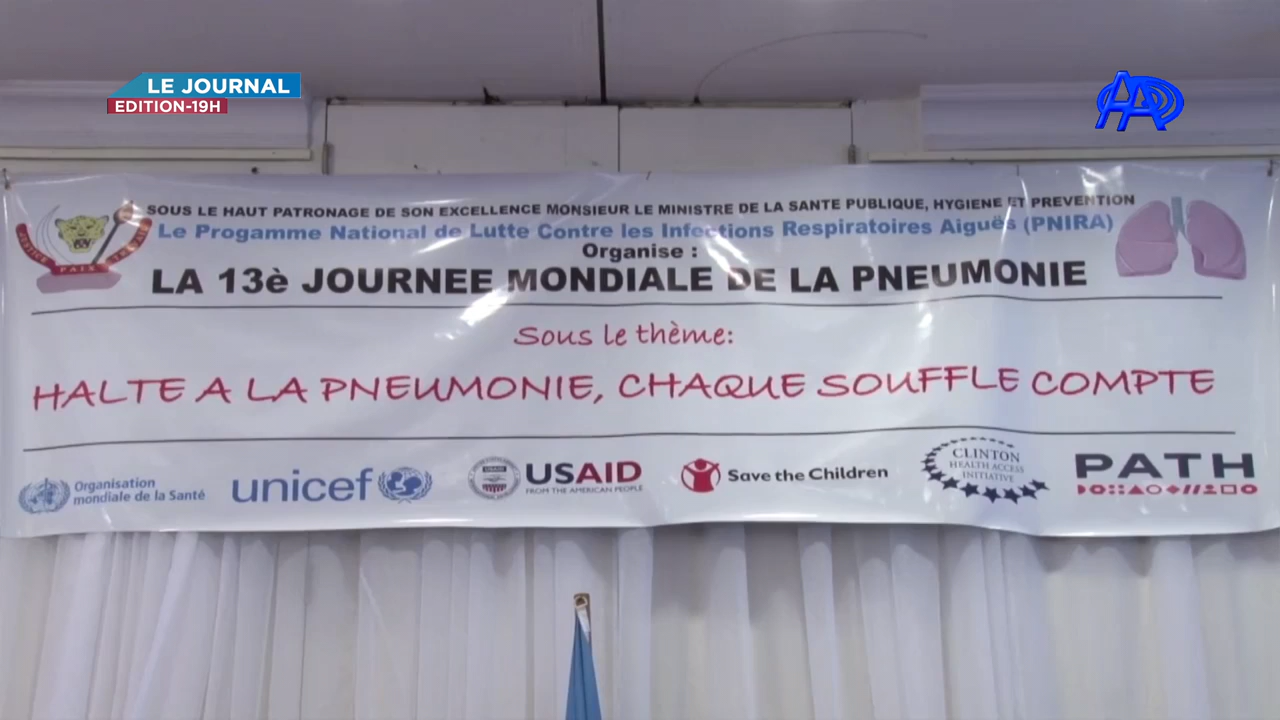 LE JOURNAL
EDITION-19H
SOUS LE HAUT PATRONAGE DE SON EXCELLENCE MONSIEUR LE MINISTRE DE LA SANTE PUBLIQUE, HYGIENE ET PREVENTION
Le Progamme National de Lutte Contre les Infections Respiratoires Aiguës (PNIRA)
Organise :
LA 13è JOURNEE MONDIALE DE LA PNEUMONIE
PAIX
Sous le thème:
HALTE A LA PNEUMONIE, CHAQUE SOUFFLE COMPTE
Organisation
mondiale de la Santé
unicef
USAID
FROM THE AMERICAN PEOPLE
Save the Children
CLINTON
HEALTH ACCESS
INITIATIVE
PATH